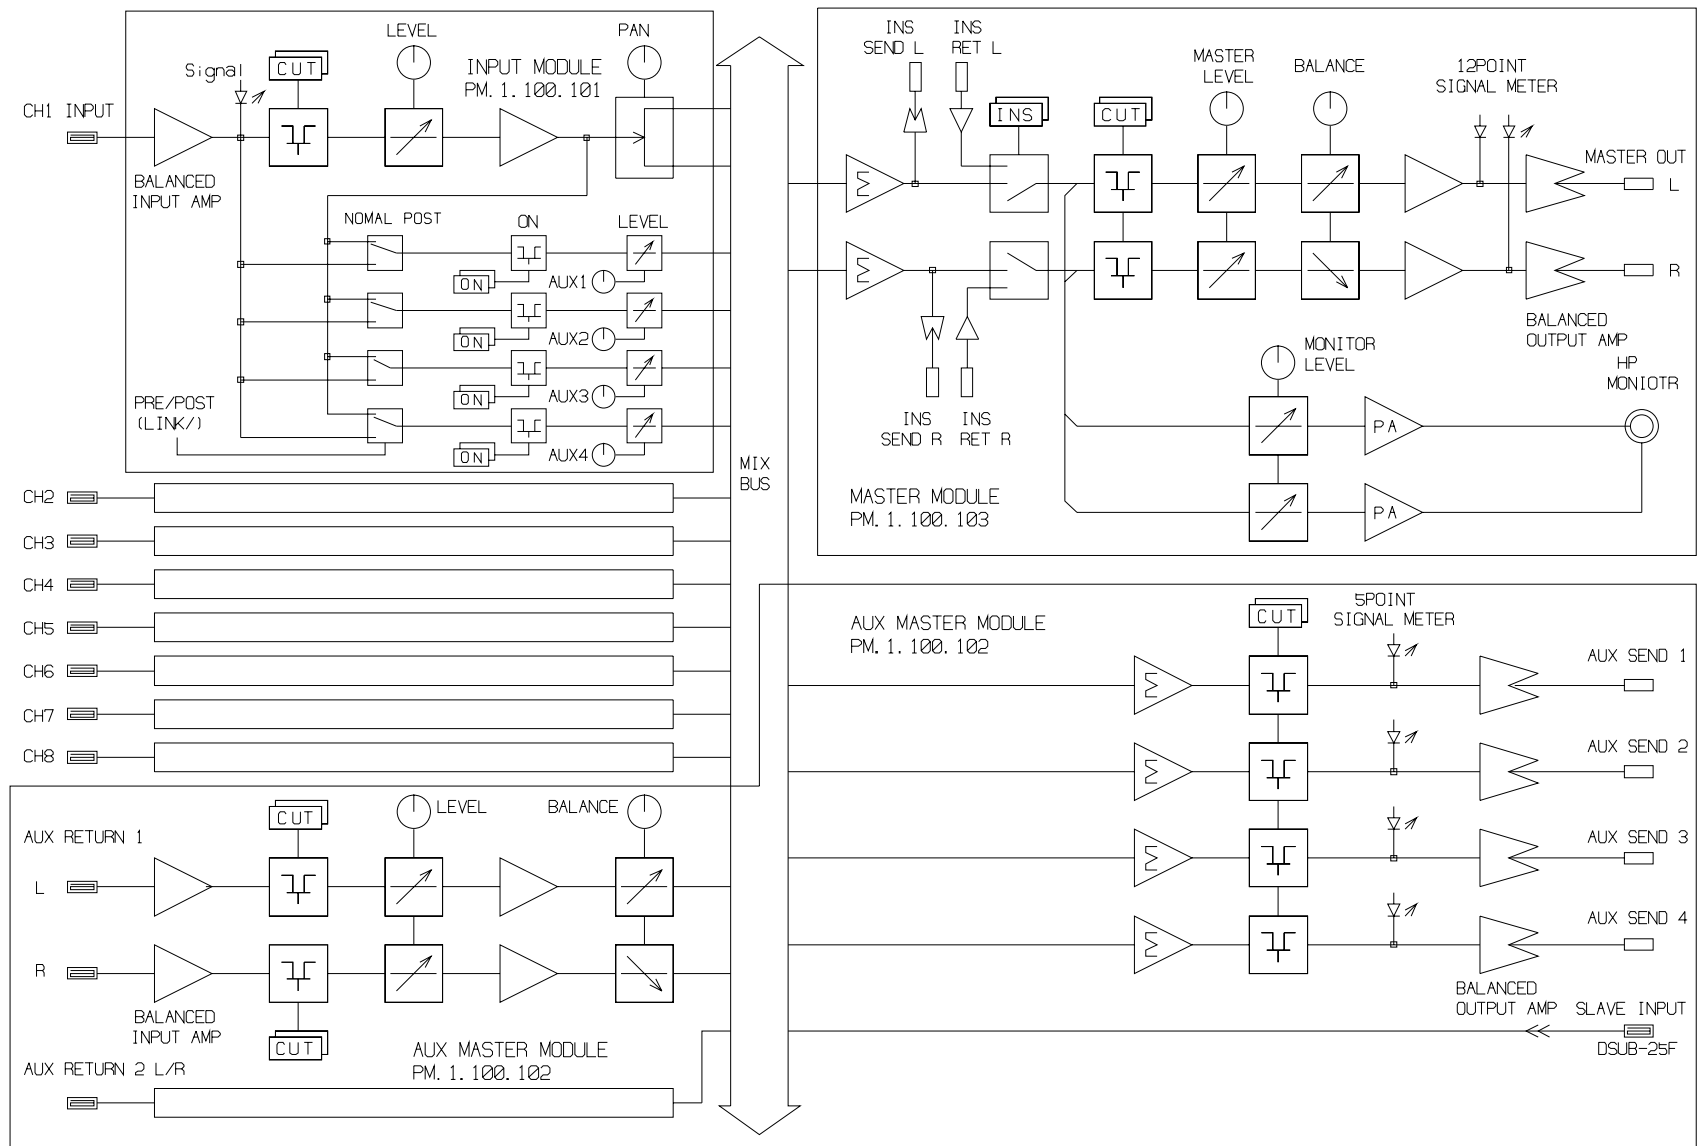 CH1 INPUT
Signal
CUT
LEVEL
INPUT MODULE
PM.1.100.101
PAN
BALANCED
INPUT AMP
NOMAL POST
ON
LEVEL
ON
AUX1
ON
AUX2
ON
AUX3
ON
AUX4
PRE/POST
(LINK/)
CH2
CH3
CH4
CH5
CH6
CH7
CH8
MIX
BUS
INS
SEND L
INS
RET L
INS
CUT
MASTER
LEVEL
BALANCE
12POINT
SIGNAL METER
MASTER OUT
L
R
Σ
Σ
BALANCED
OUTPUT AMP
INS
SEND R
INS
RET R
MONITOR
LEVEL
HP
MONIOTR
PA
PA
MASTER MODULE
PM.1.100.103
AUX MASTER MODULE
PM.1.100.102
CUT
5POINT
SIGNAL METER
Σ
AUX SEND 1
Σ
AUX SEND 2
Σ
AUX SEND 3
Σ
AUX SEND 4
BALANCED
OUTPUT AMP
SLAVE INPUT
DSUB-25F
AUX RETURN 1
L
R
CUT
LEVEL
BALANCE
BALANCED
INPUT AMP
CUT
AUX MASTER MODULE
PM.1.100.102
AUX RETURN 2 L/R